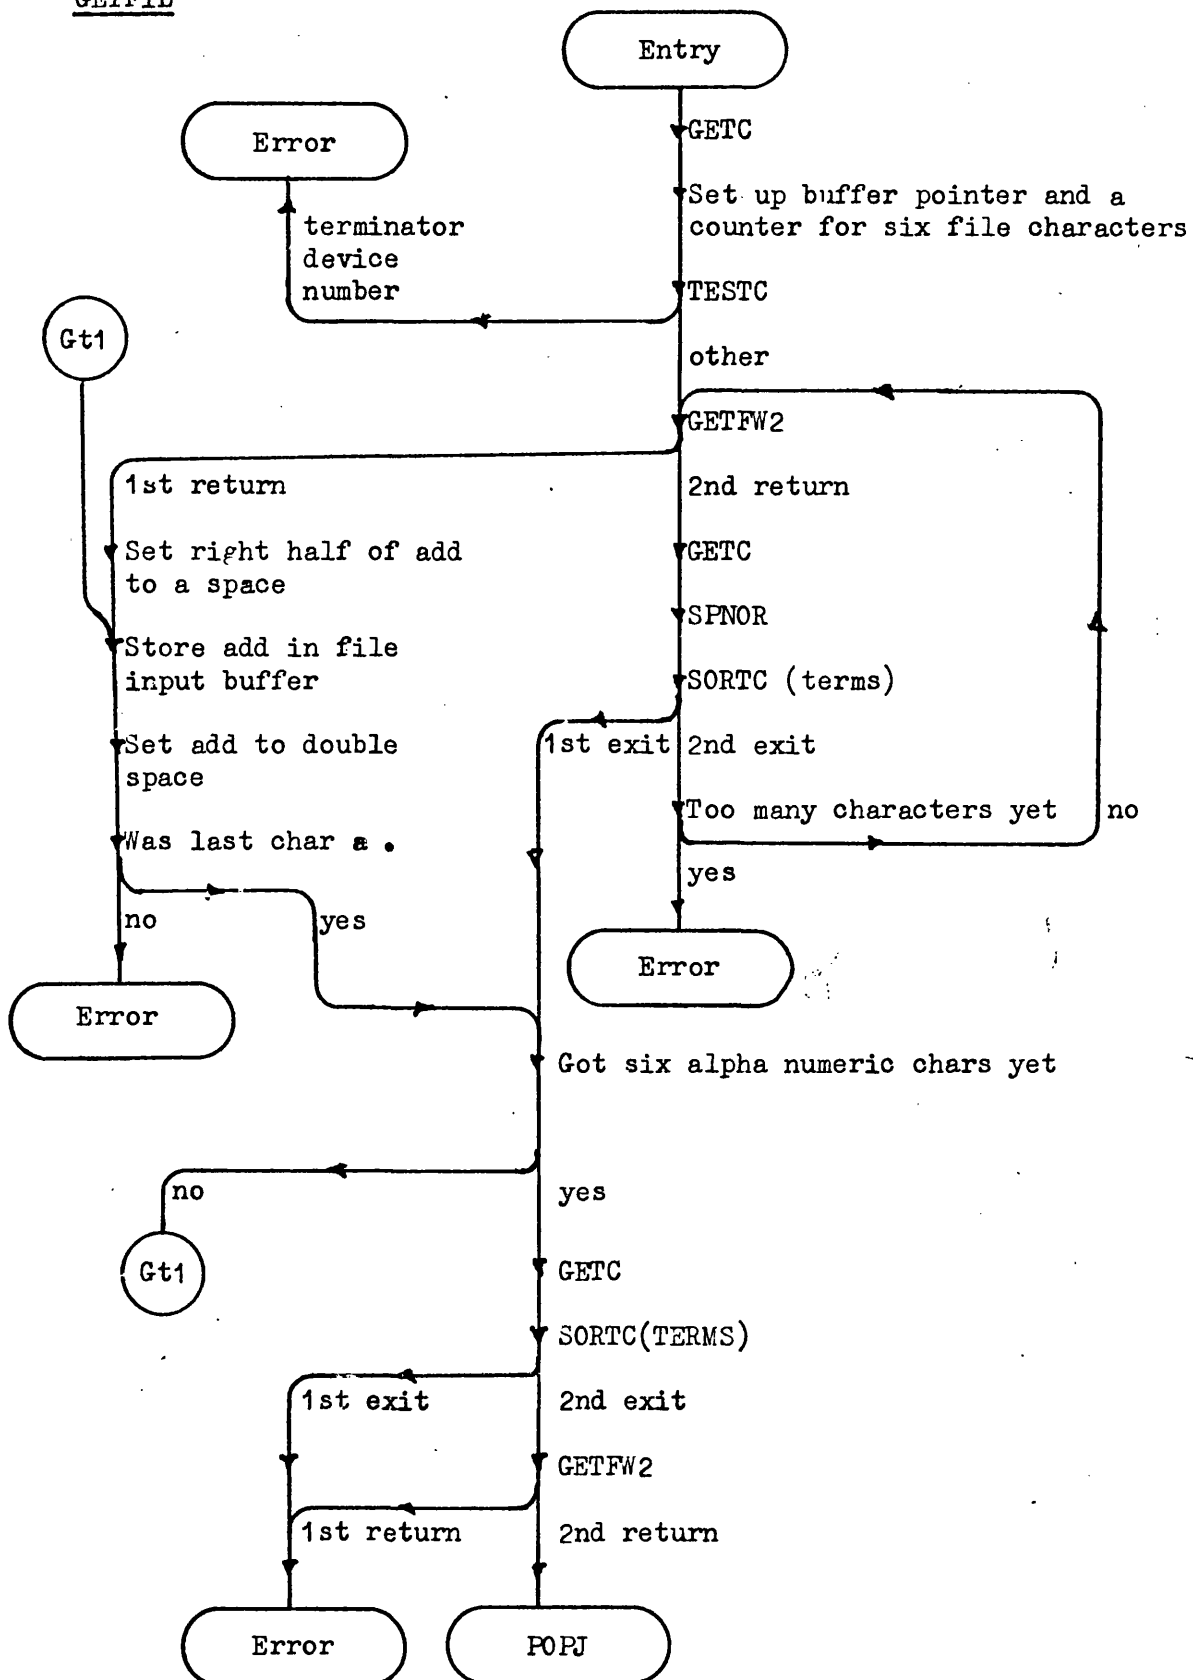 Entry
GETC
Error
Set up buffer pointer and a
counter for six file characters
terminator
device
number
TESTC
Gt1
other
GETFW2
1st return
2nd return
Set right half of add
to a space
GETC
SPNOR
Store add in file
input buffer
SORTC (terms)
Set add to double
space
1st exit
2nd exit
Too many characters yet
no
Was last char a .
yes
no
yes
Error
Error
Got six alpha numeric chars yet
no
yes
Gt1
GETC
SORTC(TERMS)
1st exit
2nd exit
GETFW2
1st return
2nd return
Error
POPJ